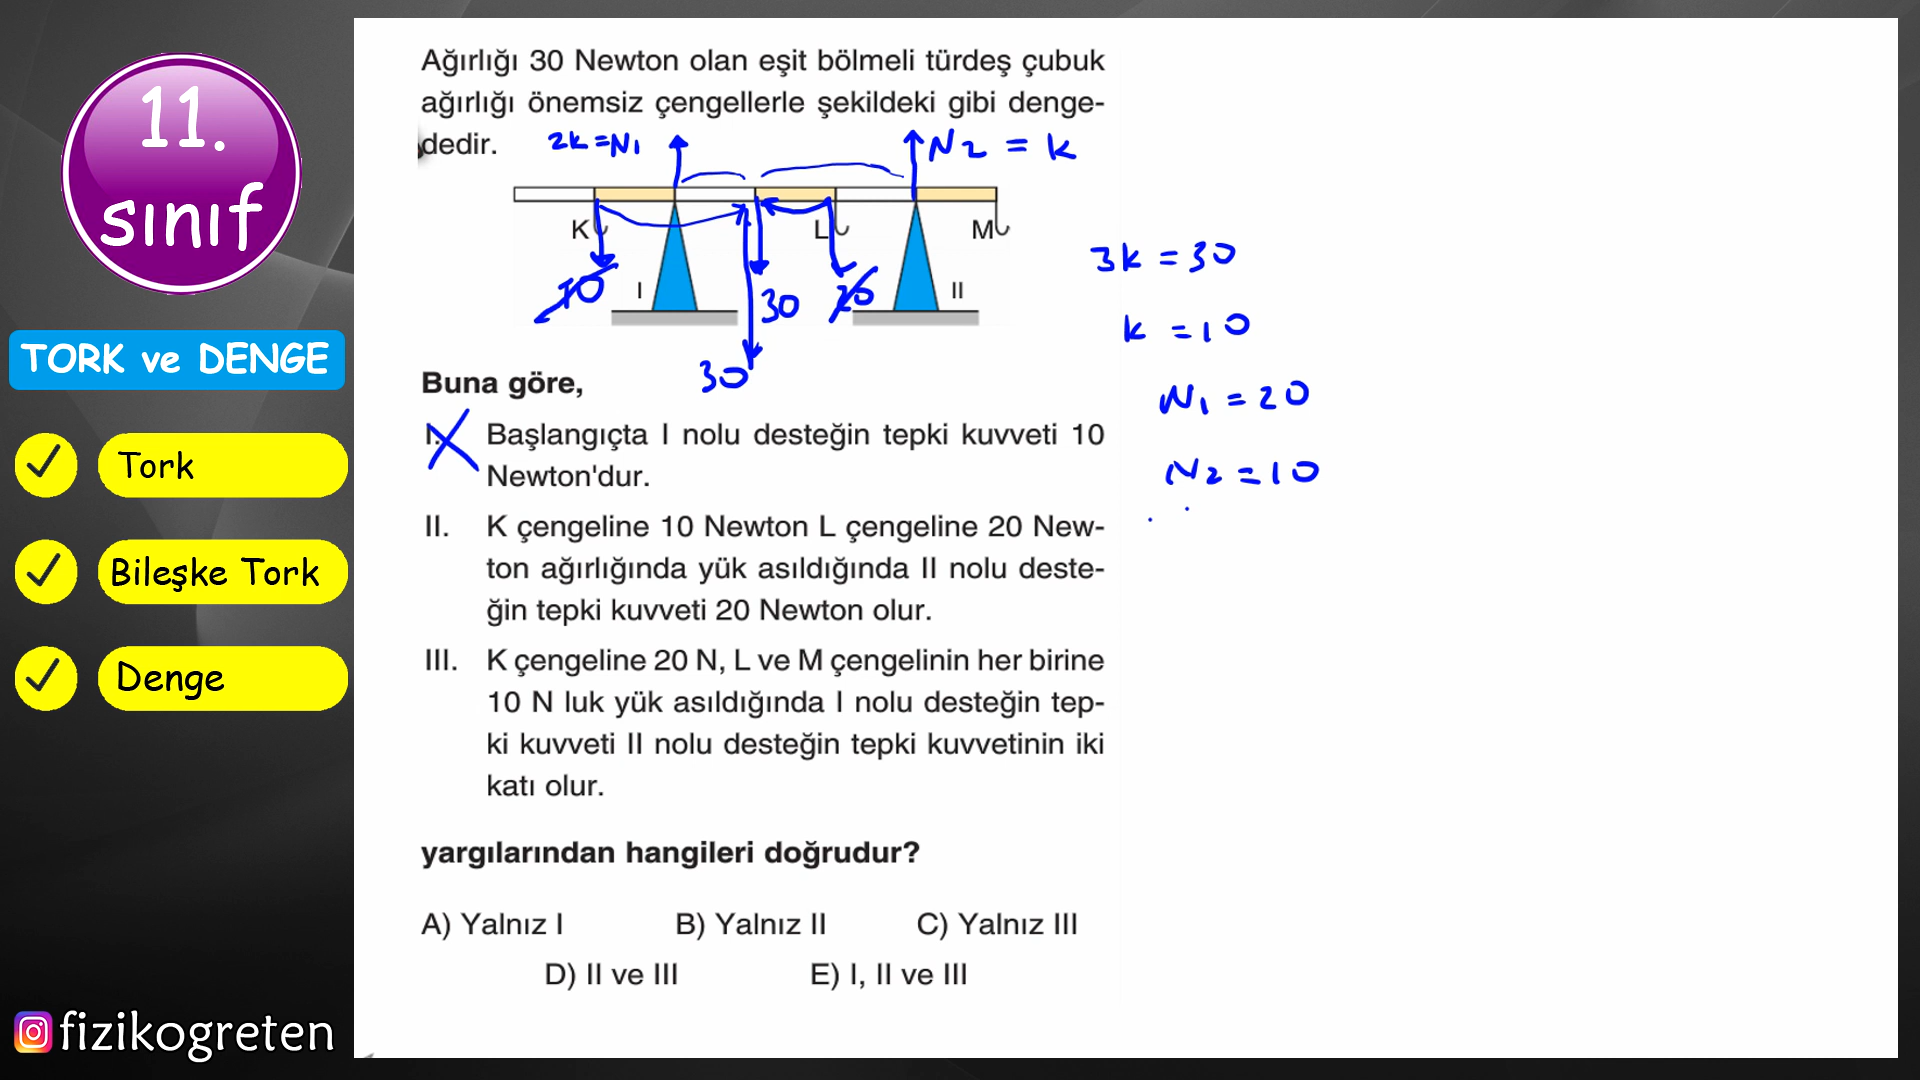 11.
sınıf
TORK ve DENGE
Tork
Bileşke Tork
Denge
fizikogreten
Ağırlığı 30 Newton olan eşit bölmeli türdeş çubuk
ağırlığı önemsiz çengellerle şekildeki gibi denge-
dedir.
2k = N1
N2 = k
K
L
M
I
II
10
30
20
30
3k = 30
k = 10
N1 = 20
N2 = 10
Buna göre,
I. Başlangıçta I nolu desteğin tepki kuvveti 10
Newton'dur.
II. K çengeline 10 Newton L çengeline 20 New-
ton ağırlığında yük asıldığında II nolu deste-
ğin tepki kuvveti 20 Newton olur.
III. K çengeline 20 N, L ve M çengelinin her birine
10 N luk yük asıldığında I nolu desteğin tep-
ki kuvveti II nolu desteğin tepki kuvvetinin iki
katı olur.
yargılarından hangileri doğrudur?
A) Yalnız I B) Yalnız II C) Yalnız III
D) II ve III E) I, II ve III